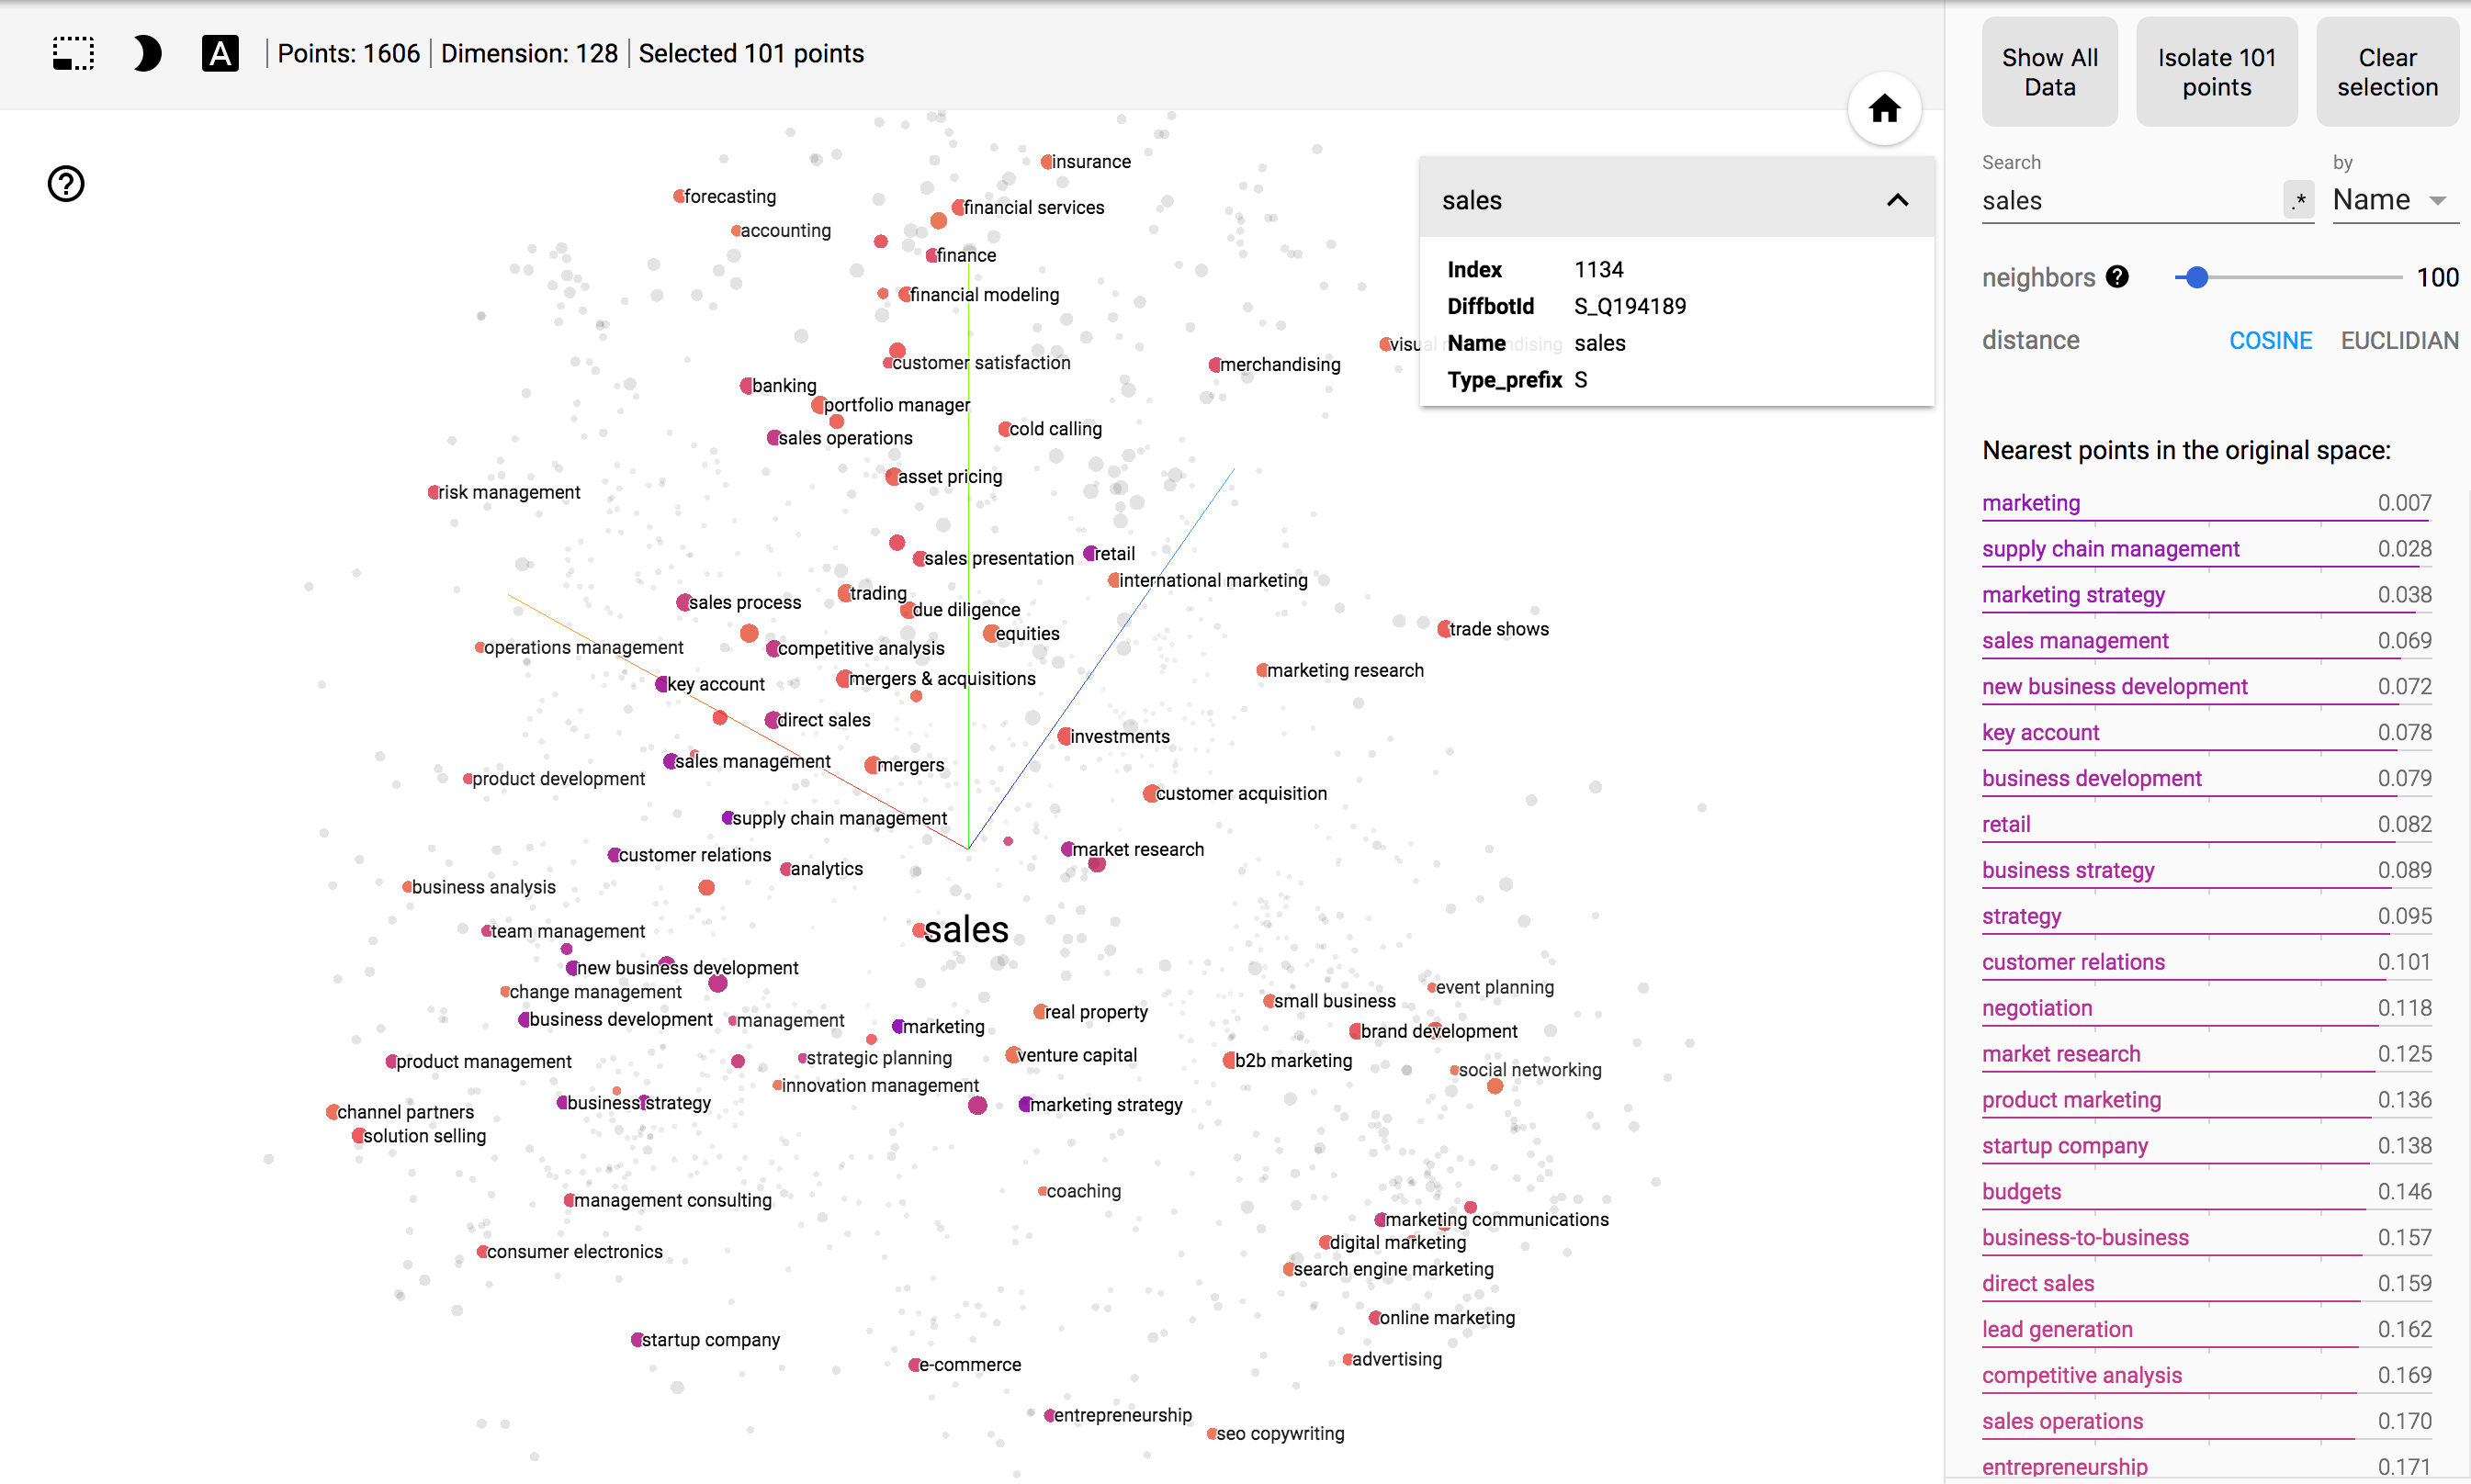 A
Points: 1606
Dimension: 128
Selected 101 points
Show All Data
Isolate 101 points
Clear selection
Search
by
sales
.*
Name
neighbors
100
distance
COSINE
EUCLIDIAN
sales
Index 1134
DiffbotId S_Q194189
Name sales
Type_prefix S
Nearest points in the original space:
marketing 0.007
supply chain management 0.028
marketing strategy 0.038
sales management 0.069
new business development 0.072
key account 0.078
business development 0.079
retail 0.082
business strategy 0.089
strategy 0.095
customer relations 0.101
negotiation 0.118
market research 0.125
product marketing 0.136
startup company 0.138
budgets 0.146
business-to-business 0.157
direct sales 0.159
lead generation 0.162
competitive analysis 0.169
sales operations 0.170
entrepreneurship 0.171
insurance
forecasting
financial services
accounting
finance
financial modeling
customer satisfaction
merchandising
banking
portfolio manager
cold calling
sales operations
asset pricing
risk management
sales presentation
retail
international marketing
trading
sales process
due diligence
trade shows
equities
operations management
competitive analysis
marketing research
mergers & acquisitions
key account
direct sales
investments
sales management
mergers
product development
customer acquisition
supply chain management
market research
customer relations
analytics
business analysis
sales
team management
new business development
event planning
change management
small business
real property
business development
management
marketing
brand development
venture capital
strategic planning
b2b marketing
product management
social networking
innovation management
business strategy
marketing strategy
channel partners
solution selling
coaching
management consulting
marketing communications
digital marketing
consumer electronics
search engine marketing
online marketing
startup company
advertising
e-commerce
entrepreneurship
seo copywriting